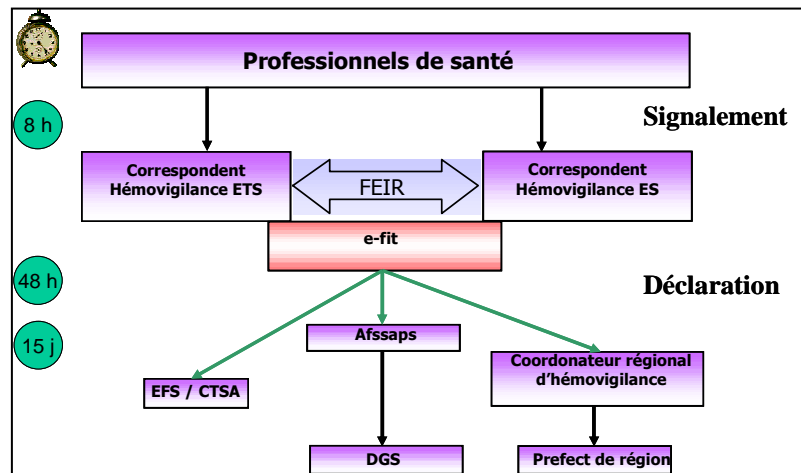 Professionnels de santé
Signalement
8 h
Correspondent
Hémovigilance ETS
FEIR
Correspondent
Hémovigilance ES
e-fit
48 h
Déclaration
15 j
Afssaps
Coordonateur régional
d'hémovigilance
EFS / CTSA
DGS
Prefect de région